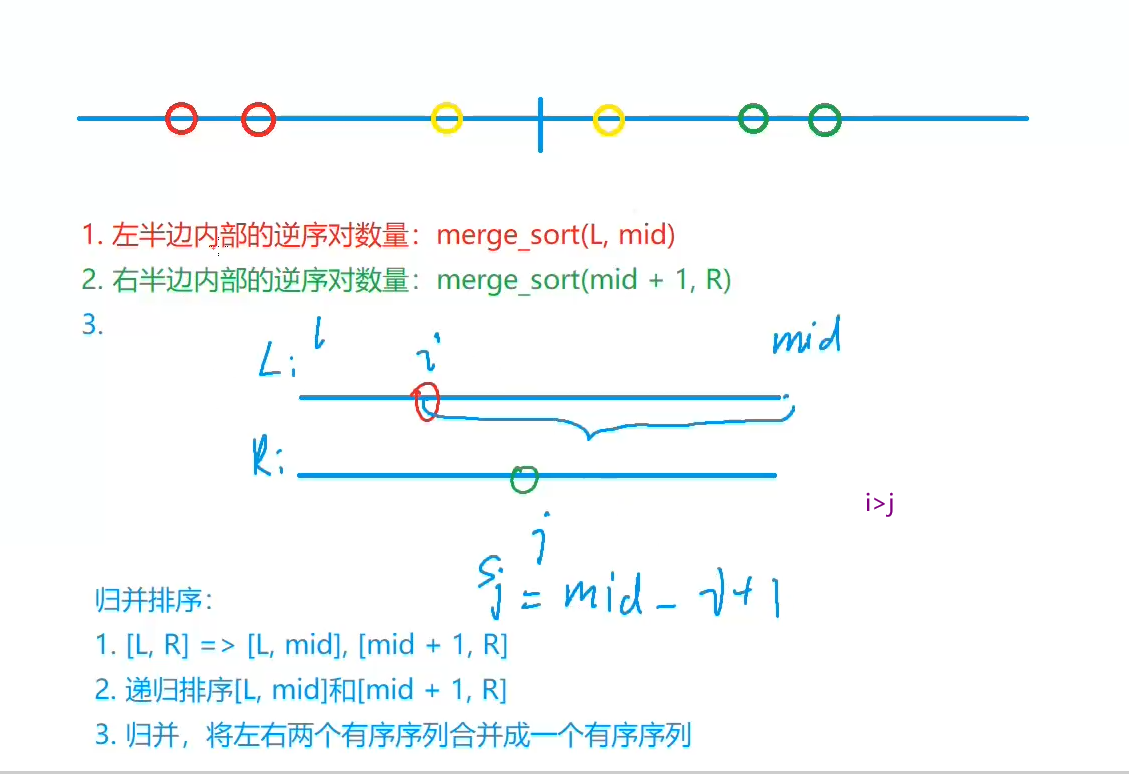 1. 左半边内部的逆序对数量：merge_sort(L, mid)
2. 右半边内部的逆序对数量：merge_sort(mid + 1, R)
3.
l i mid
Li
Ri
i>j
j
Sj = mid - i + 1
归并排序：
1. [L, R] => [L, mid], [mid + 1, R]
2. 递归排序[L, mid]和[mid + 1, R]
3. 归并，将左右两个有序序列合并成一个有序序列